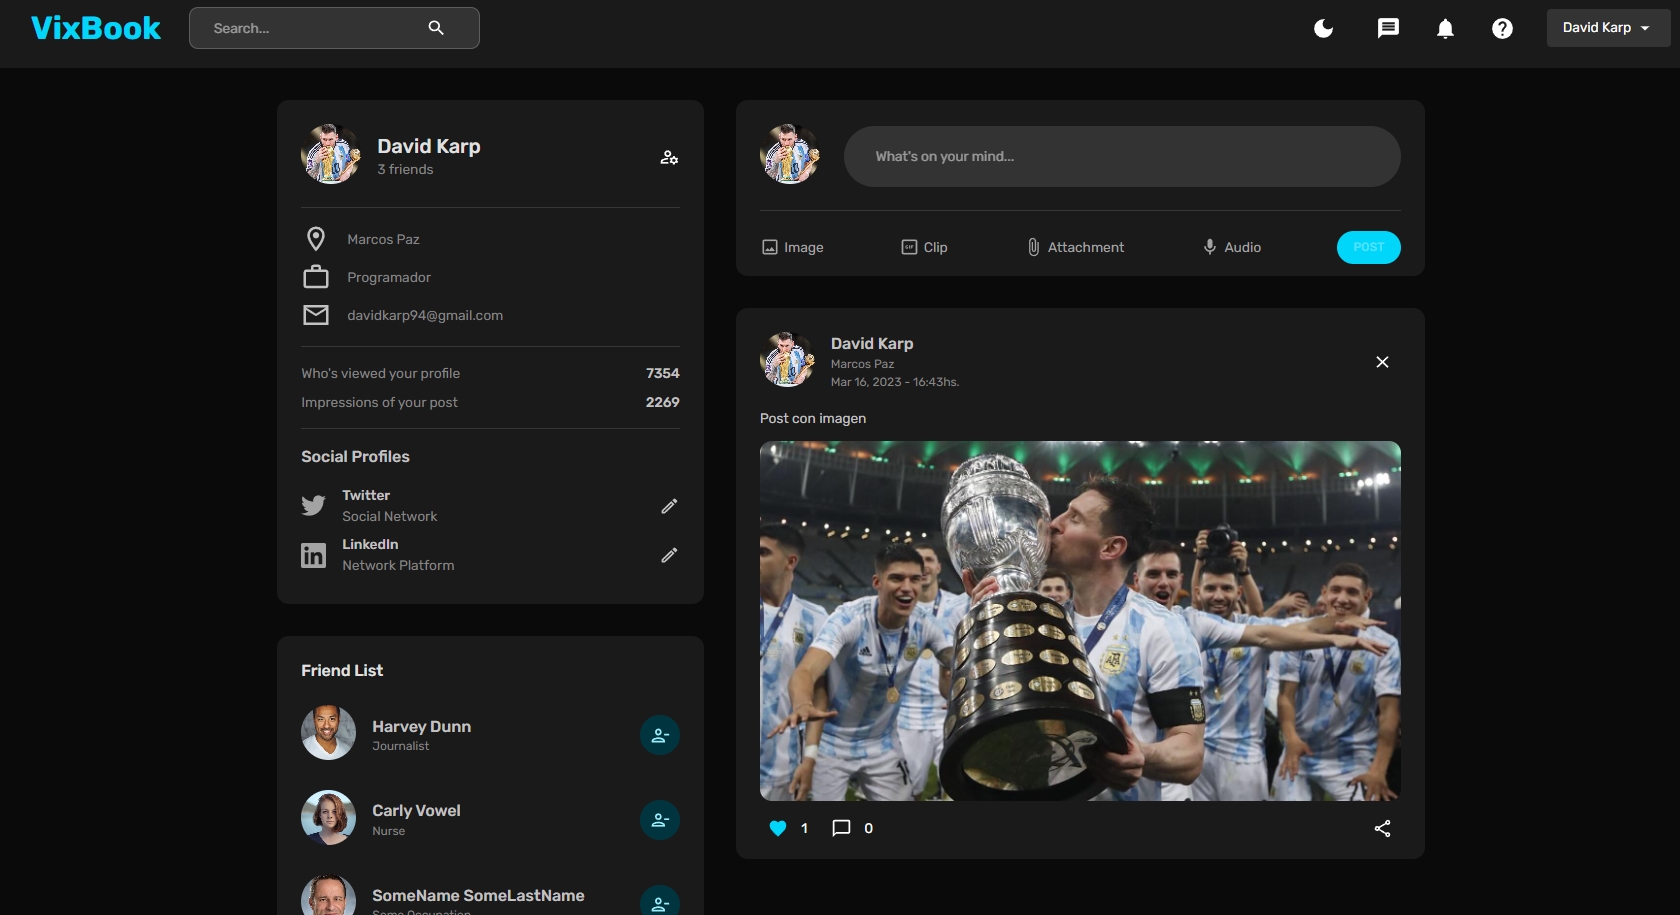 VixBook
Search...
David Karp
David Karp
3 friends
Marcos Paz
Programador
davidkarp94@gmail.com
Who's viewed your profile 7354
Impressions of your post 2269
Social Profiles
Twitter
Social Network
LinkedIn
Network Platform
Friend List
Harvey Dunn
Journalist
Carly Vowel
Nurse
SomeName SomeLastName
Some Occupation
What's on your mind...
Image GIF Clip Attachment Audio POST
David Karp
Marcos Paz
Mar 16, 2023 - 16:43hs.
Post con imagen
1 0